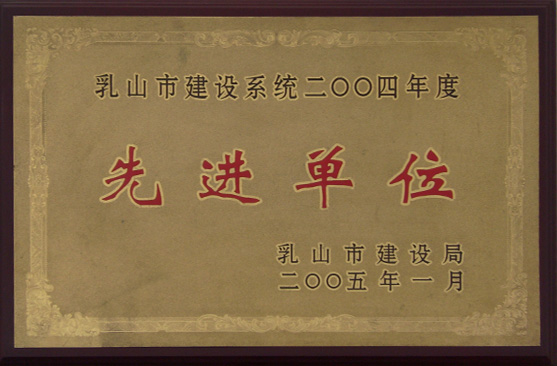 乳山市建设系统二〇〇四年度
先进单位
乳山市建设局
二〇〇五年一月